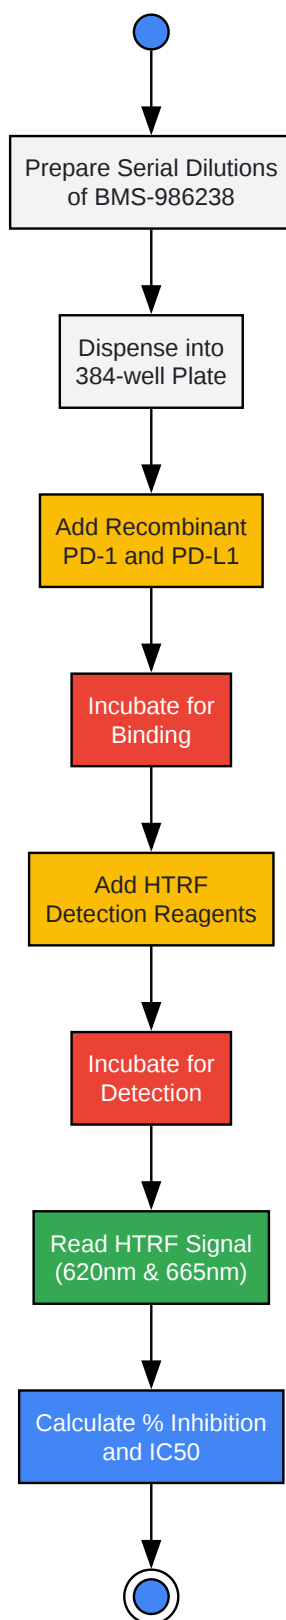 Prepare Serial Dilutions
of BMS-986238
Dispense into
384-well Plate
Add Recombinant
PD-1 and PD-L1
Incubate for
Binding
Add HTRF
Detection Reagents
Incubate for
Detection
Read HTRF Signal
(620nm & 665nm)
Calculate % Inhibition
and IC50